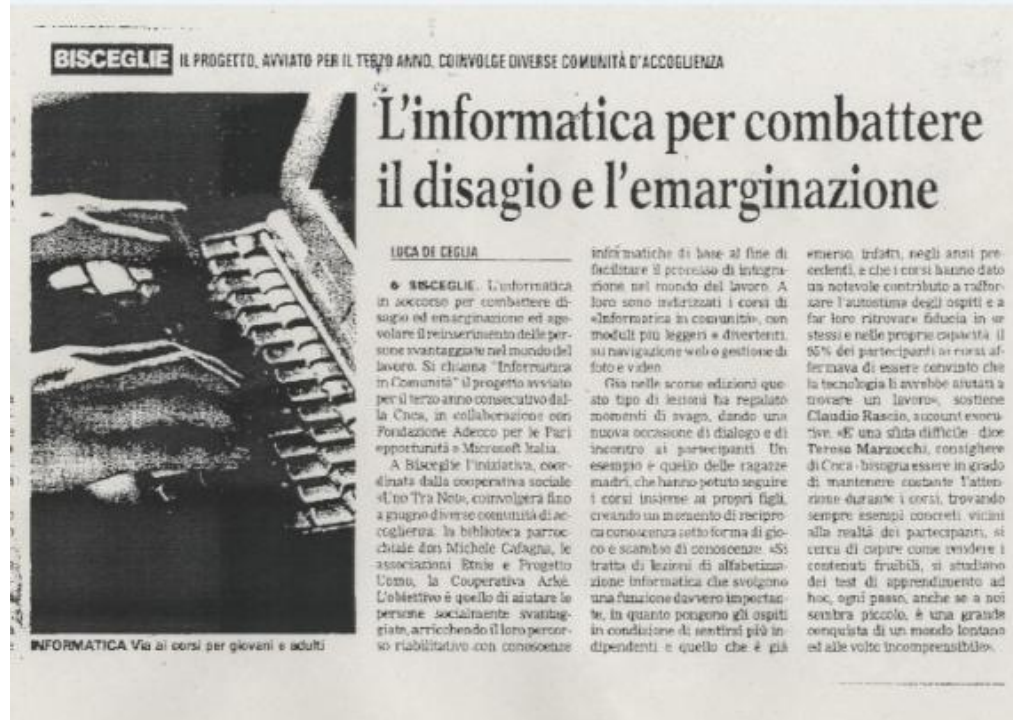 BISCEGLIE IL PROGETTO, AVVIATO PER IL TERZO ANNO, COINVOLGE DIVERSE COMUNITÀ D'ACCOGLIENZA
L'informatica per combattere
il disagio e l'emarginazione
LUCA DE CEGLIA
● BISCEGLIE. L'informatica
in soccorso per combattere di-
sagio ed emarginazione ed age-
volare il reinserimento delle per-
sone svantaggiate nel mondo del
lavoro. Si chiama "Informatica
in Comunità" il progetto avviato
per il terzo anno consecutivo dal-
la Cnca, in collaborazione con
Fondazione Adecco per le Pari
opportunità e Microsoft Italia.
A Bisceglie l'iniziativa, coor-
dinata dalla cooperativa sociale
«Uno Tra Noi», coinvolgerà fino
a giugno diverse comunità di ac-
coglienza, la biblioteca parroc-
chiale don Michele Cafagna, le
associazioni Etnie e Progetto
Uomo, la Cooperativa Arké.
L'obiettivo è quello di aiutare le
persone socialmente svantag-
giate, arricchendo il loro percor-
so riabilitativo con conoscenze
informatiche di base al fine di
facilitare il processo di integra-
zione nel mondo del lavoro. A
loro sono indirizzati i corsi di
«Informatica in comunità», con
moduli più leggeri e divertenti,
su navigazione web o gestione di
foto e video.
Già nelle scorse edizioni que-
sto tipo di lezioni ha regalato
momenti di svago, dando una
nuova occasione di dialogo e di
incontro ai partecipanti. Un
esempio è quello delle ragazze
madri, che hanno potuto seguire
i corsi insieme ai propri figli,
creando un momento di recipro-
ca conoscenza sotto forma di gio-
co e scambio di conoscenze. «Si
tratta di lezioni di alfabetizza-
zione informatica che svolgono
una funzione davvero importan-
te, in quanto pongono gli ospiti
in condizione di sentirsi più in-
dipendenti e quello che è già
emerso, infatti, negli anni pre-
cedenti, è che i corsi hanno dato
un notevole contributo a raffor-
zare l'autostima degli ospiti e a
far loro ritrovare fiducia in se
stessi e nelle proprie capacità, il
95% dei partecipanti ai corsi af-
fermava di essere convinto che
la tecnologia li avrebbe aiutati a
trovare un lavoro», sostiene
Claudio Rascio, account execu-
tive. «E' una sfida difficile - dice
Teresa Marzocchi, consigliere
di Cnca - bisogna essere in grado
di mantenere costante l'atten-
zione durante i corsi, trovando
sempre esempi concreti vicini
alla realtà dei partecipanti, si
cerca di capire come rendere i
contenuti fruibili, si studiano
dei test di apprendimento ad
hoc, ogni passo, anche se a noi
sembra piccolo, è una grande
conquista di un mondo lontano
ed alle volte incomprensibile».
INFORMATICA Via ai corsi per giovani e adulti